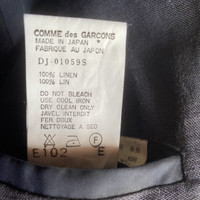 COMME des GARCONS
MADE IN JAPAN
FABRIQUE AU JAPON
DJ-01059S
100% LINEN
100% LIN
DO NOT BLEACH
USE COOL IRON
DRY CLEAN ONLY
JAVEL INTERDIT
FER DOUX
NETTOYAGE A SEC
F
E102 E